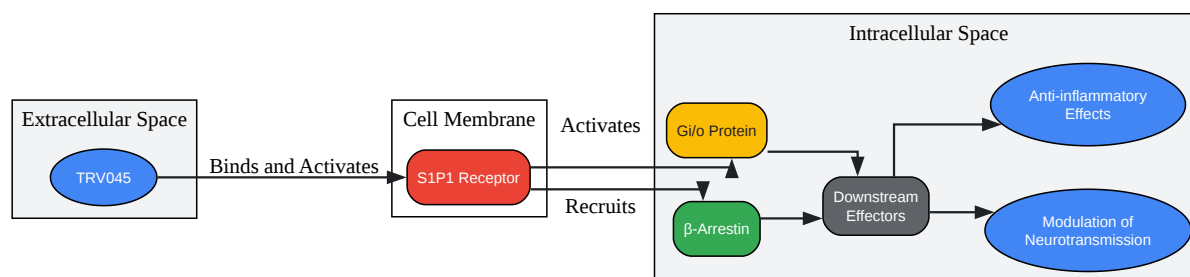 Extracellular Space
TRV045
Binds and Activates
Cell Membrane
S1P1 Receptor
Activates
Recruits
Intracellular Space
Gi/o Protein
β-Arrestin
Downstream
Effectors
Anti-inflammatory
Effects
Modulation of
Neurotransmission